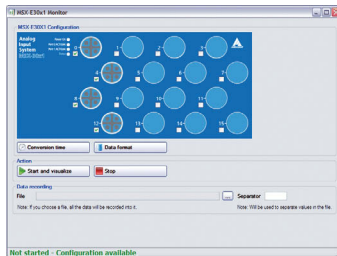 MSX-E30x1 Monitor
MSX-E30X1 Configuration
Analog
Input
System
MSX-E30x1
0
1
2
3
4
5
6
7
8
9
10
11
12
13
14
15
Conversion time
Data format
Action
Start and visualize
Stop
Data recording
File
...
Separator
Note: If you choose a file, all the data will be recorded into it.
Note: Will be used to separate values in the file.
Not started - Configuration available